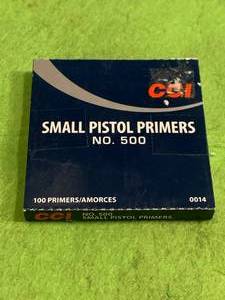 CCI
SMALL PISTOL PRIMERS
NO. 500
100 PRIMERS/AMORCES 0014
CCI NO. 500
SMALL PISTOL PRIMERS